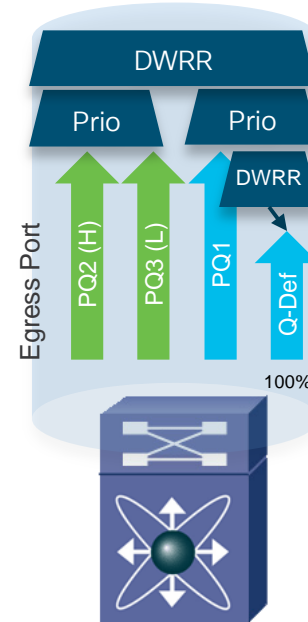 DWRR
Prio
Prio
DWRR
Egress Port
PQ2 (H)
PQ3 (L)
PQ1
Q-Def
100%